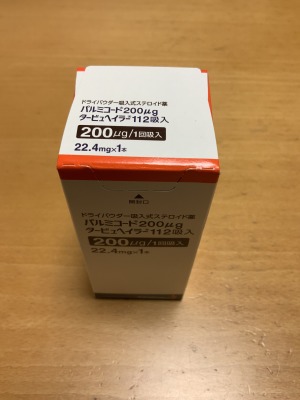 ドライパウダー吸入式ステロイド薬
パルミコート200μg
タービュヘイラー112吸入
200μg/1回吸入
22.4mg×1本
開封口
ドライパウダー吸入式ステロイド薬
パルミコート200μg
タービュヘイラー112吸入
200μg/1回吸入
22.4mg×1本